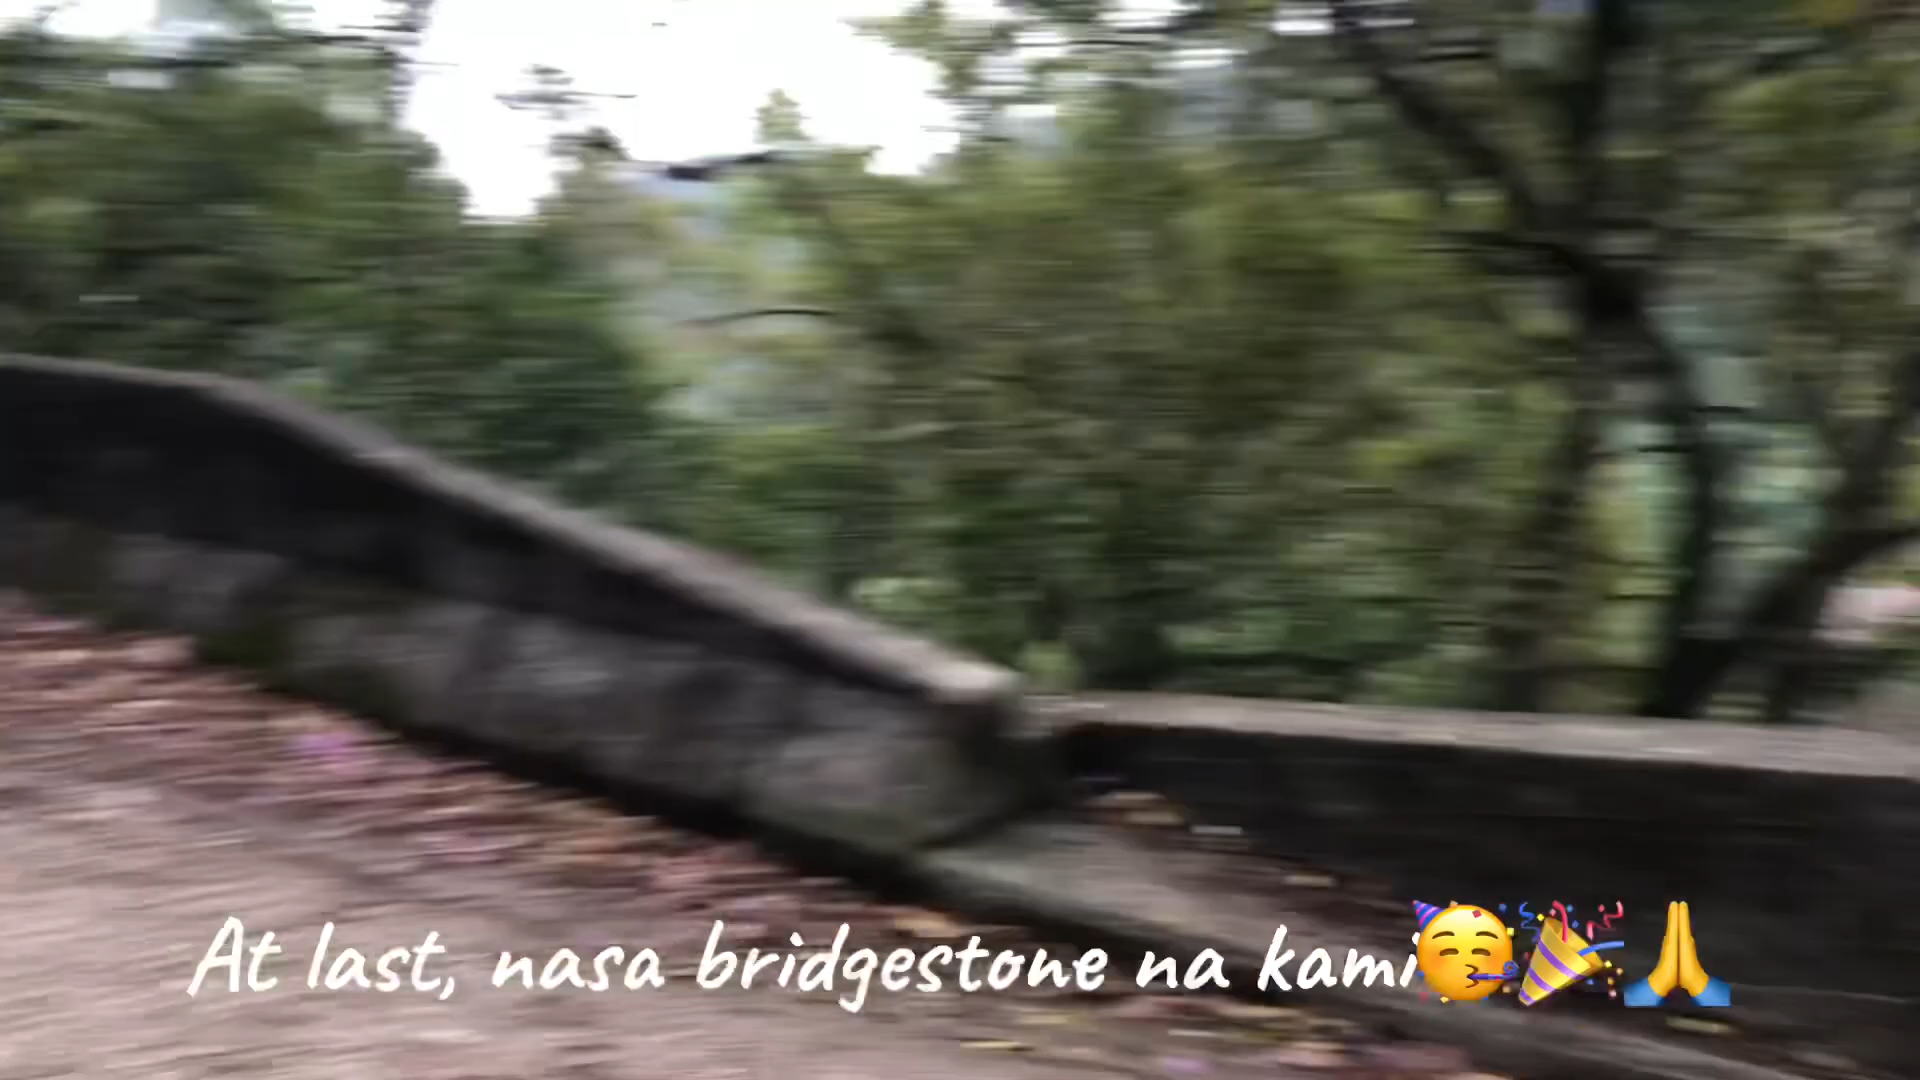 At last, nasa bridgestone na kami🥳🎉🙏